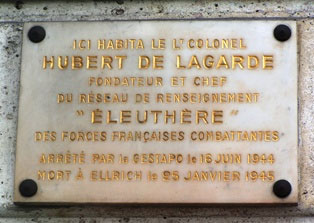 ICI HABITA LE LT COLONEL
HUBERT DE LAGARDE
FONDATEUR ET CHEF
DU RÉSEAU DE RENSEIGNEMENT
" ÉLEUTHÈRE "
DES FORCES FRANÇAISES COMBATTANTES
ARRÊTÉ PAR la GESTAPO le 16 JUIN 1944
MORT À ELLRICH le 25 JANVIER 1945